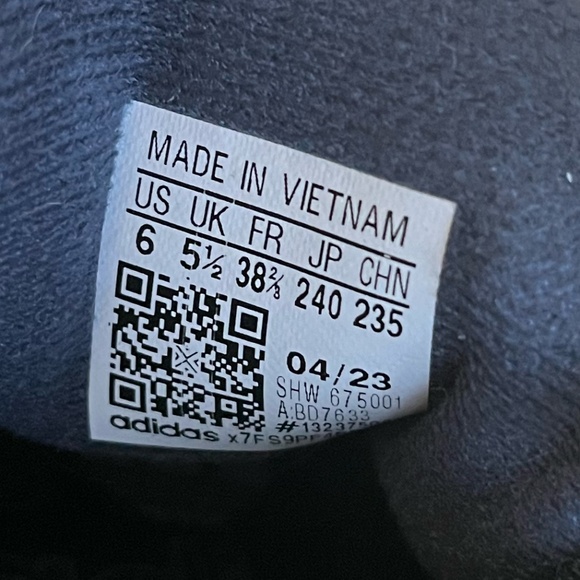 MADE IN VIETNAM
US UK FR JP CHN
6 5½ 38⅔ 240 235
04/23
SHW 675001
A:BD7633
adidas